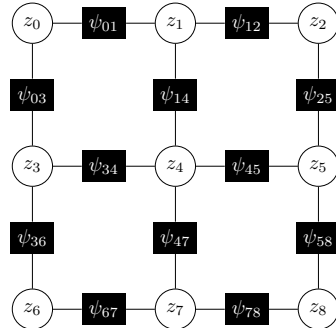 z₀ ψ₀₁ z₁ ψ₁₂ z₂
ψ₀₃ ψ₁₄ ψ₂₅
z₃ ψ₃₄ z₄ ψ₄₅ z₅
ψ₃₆ ψ₄₇ ψ₅₈
z₆ ψ₆₇ z₇ ψ₇₈ z₈